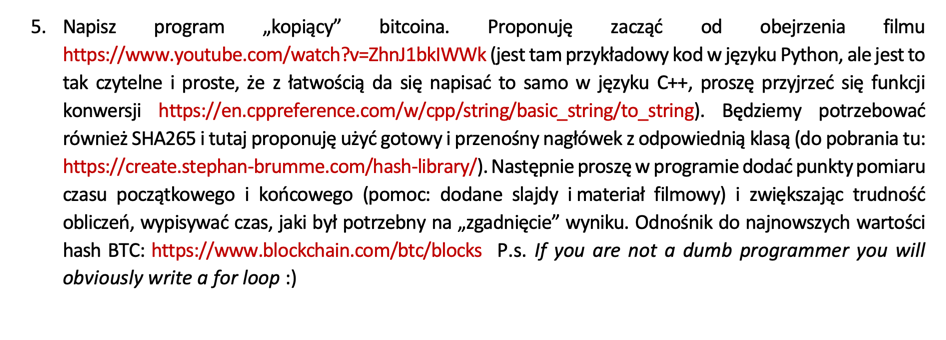 5. Napisz program „kopiący” bitcoina. Proponuję zacząć od obejrzenia filmu
https://www.youtube.com/watch?v=ZhnJ1bkIWWk (jest tam przykładowy kod w języku Python, ale jest to
tak czytelne i proste, że z łatwością da się napisać to samo w języku C++, proszę przyjrzeć się funkcji
konwersji https://en.cppreference.com/w/cpp/string/basic_string/to_string). Będziemy potrzebować
również SHA265 i tutaj proponuję użyć gotowy i przenośny nagłówek z odpowiednią klasą (do pobrania tu:
https://create.stephan-brumme.com/hash-library/). Następnie proszę w programie dodać punkty pomiaru
czasu początkowego i końcowego (pomoc: dodane slajdy i materiał filmowy) i zwiększając trudność
obliczeń, wypisywać czas, jaki był potrzebny na „zgadnięcie” wyniku. Odnośnik do najnowszych wartości
hash BTC: https://www.blockchain.com/btc/blocks P.s. If you are not a dumb programmer you will
obviously write a for loop :)